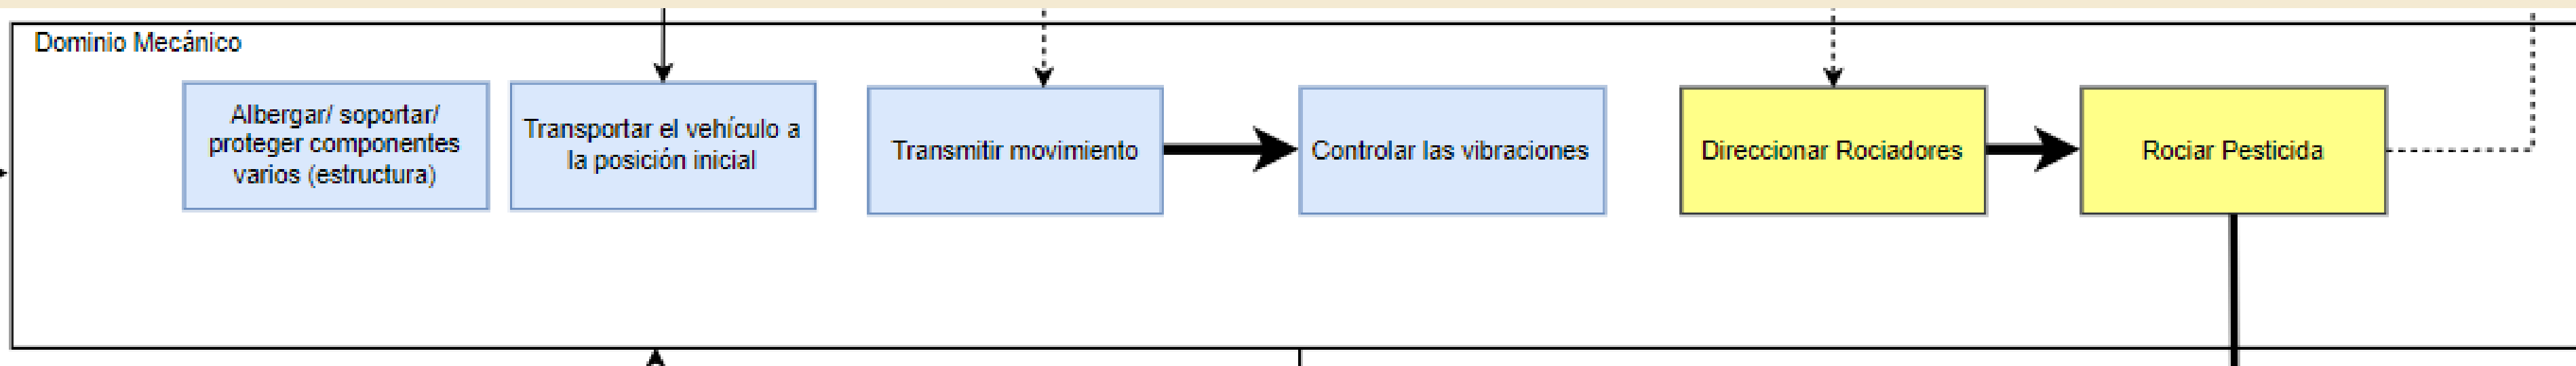 Dominio Mecánico
Albergar/ soportar/
proteger componentes
varios (estructura)
Transportar el vehículo a
la posición inicial
Transmitir movimiento
Controlar las vibraciones
Direccionar Rociadores
Rociar Pesticida